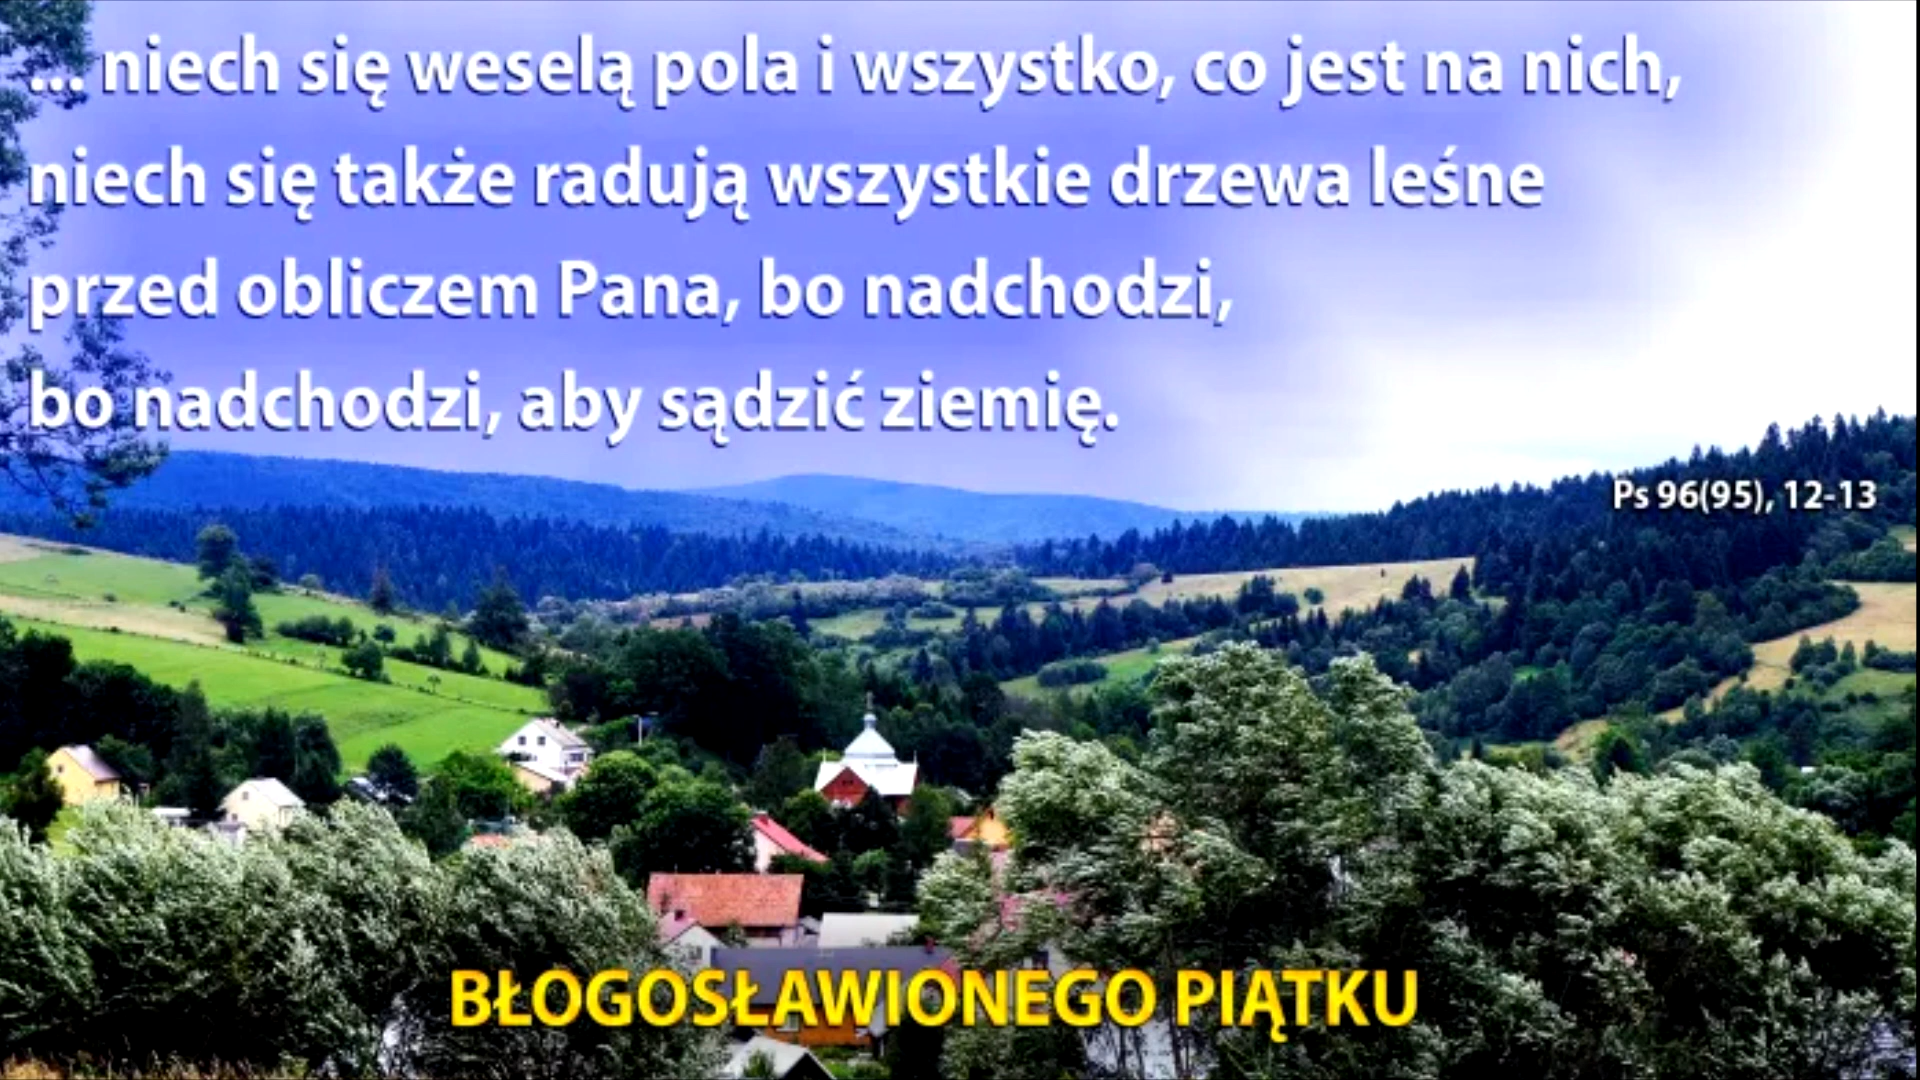 ... niech się weselą pola i wszystko, co jest na nich,
niech się także radują wszystkie drzewa leśne
przed obliczem Pana, bo nadchodzi,
bo nadchodzi, aby sądzić ziemię.
Ps 96(95), 12-13
BŁOGOSŁAWIONEGO PIĄTKU